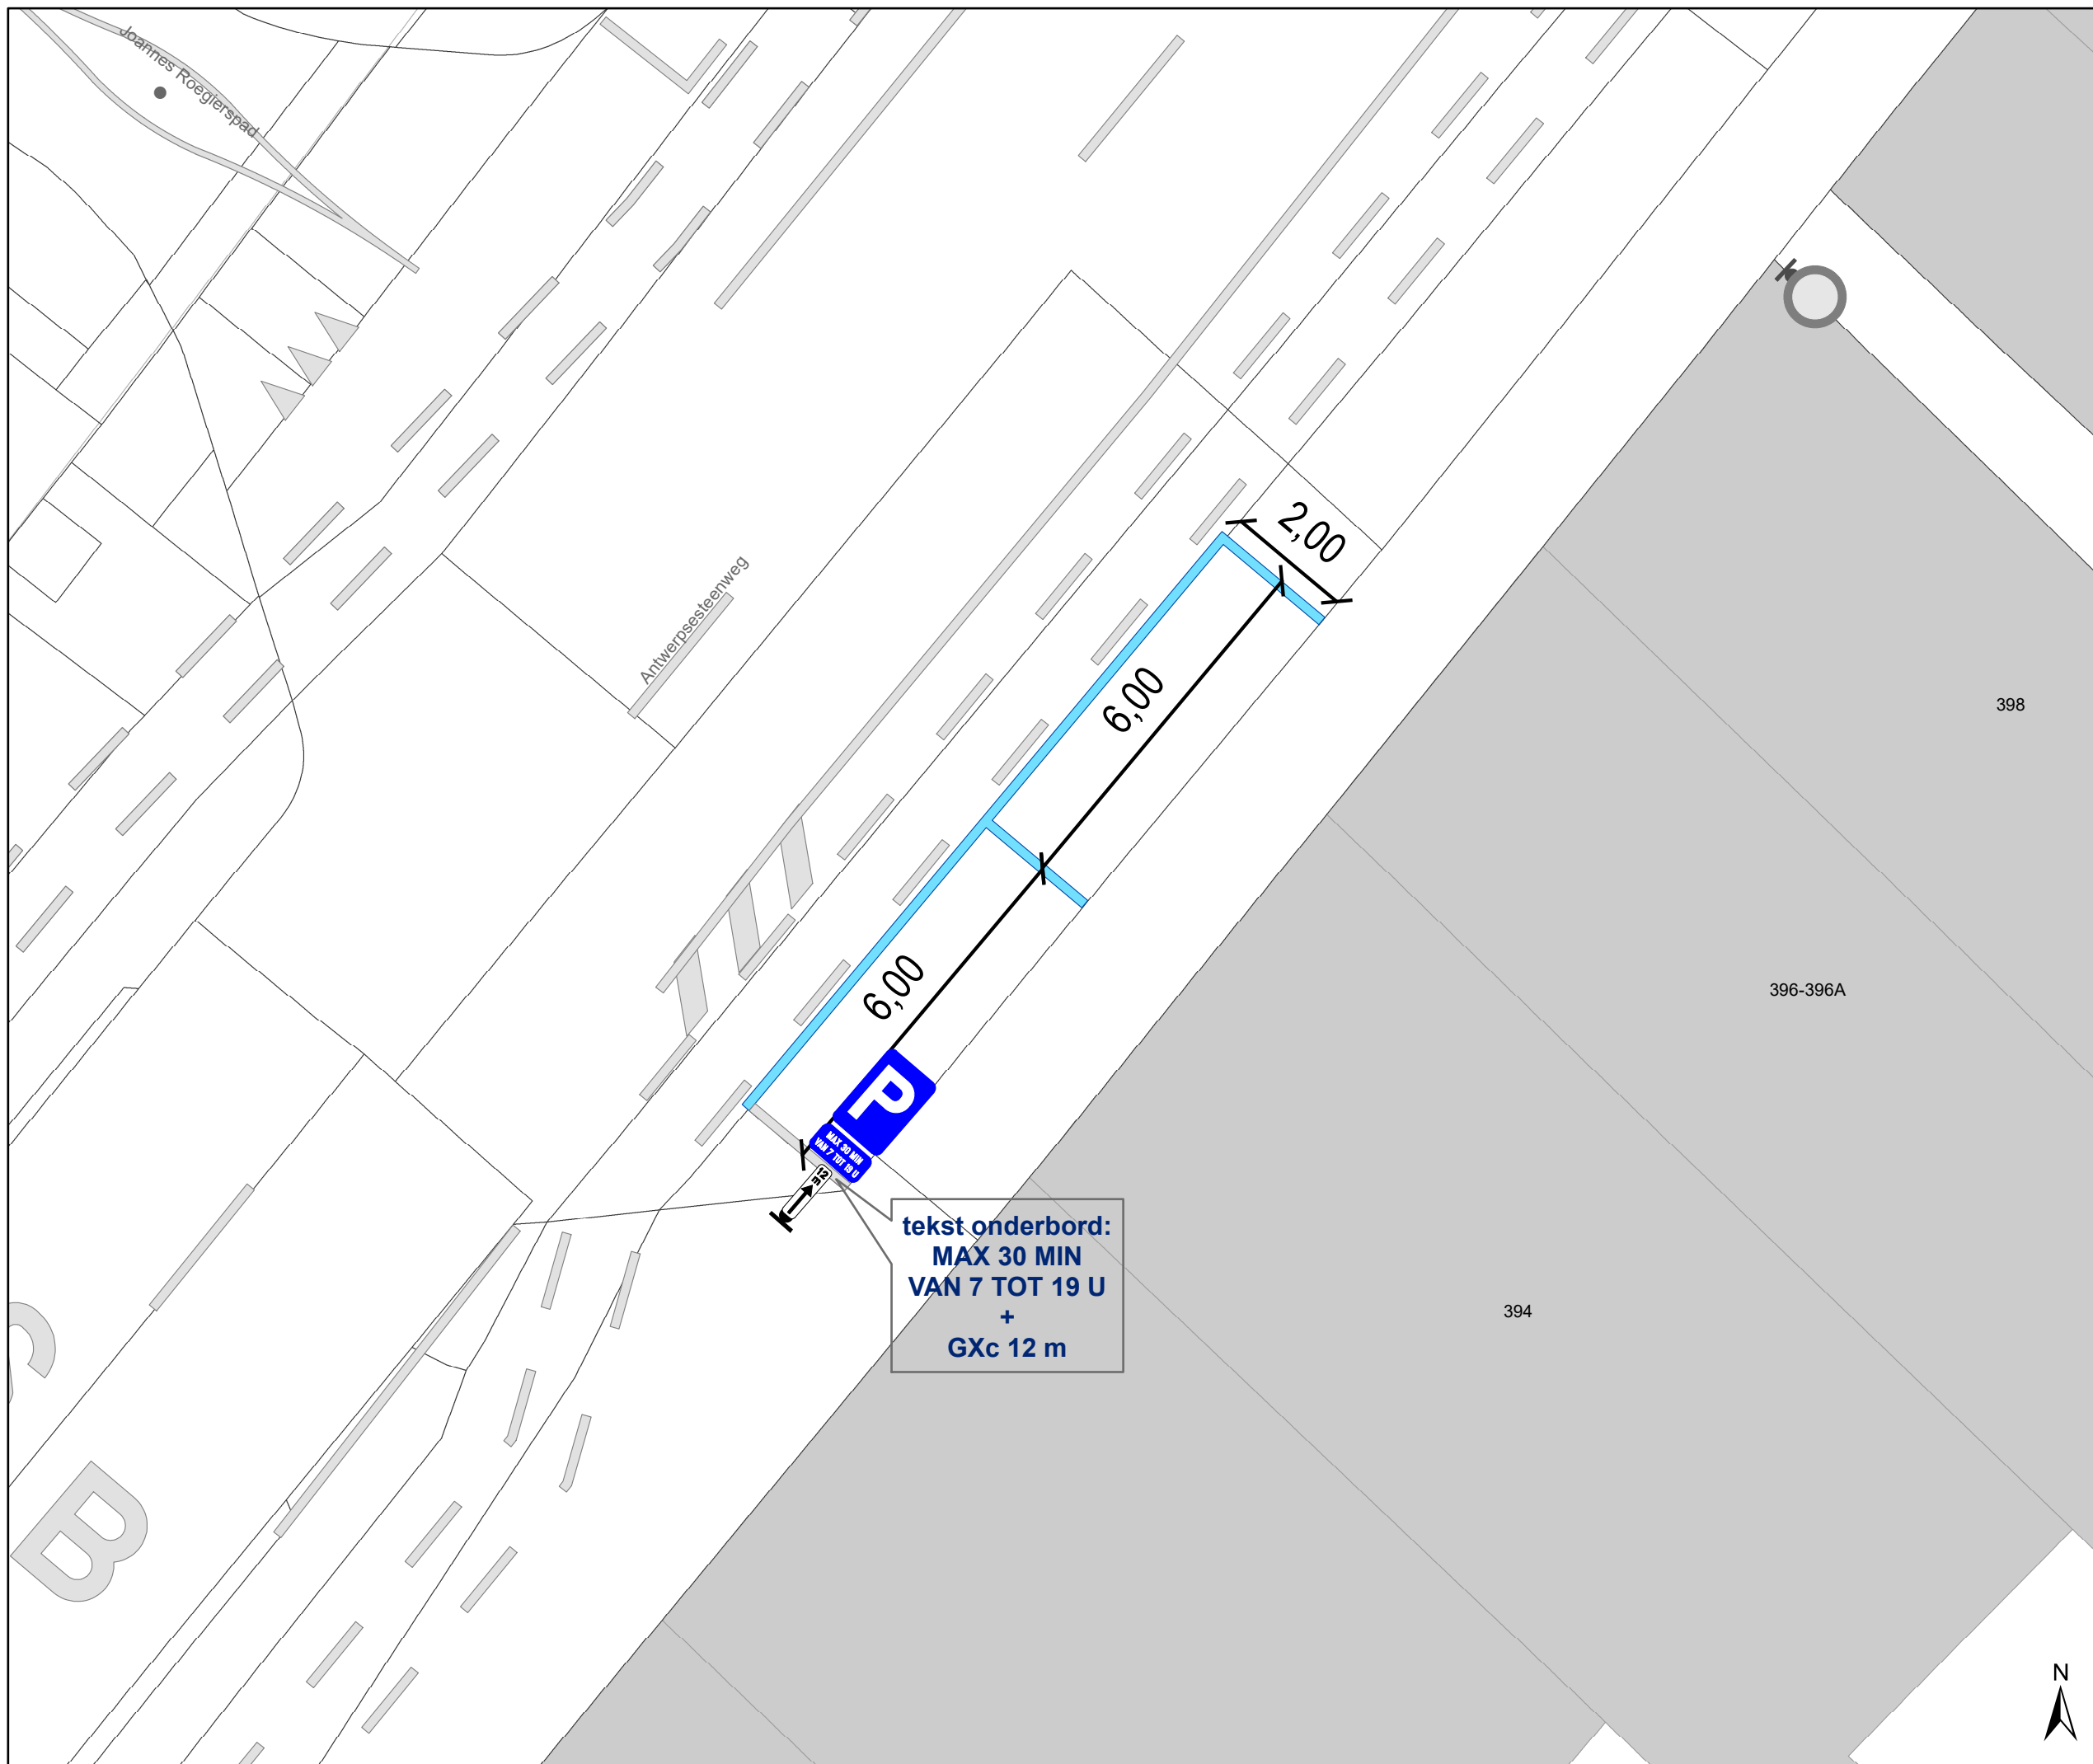 Joannes Roegierspad
2,00
Antwerpsesteenweg
6,00
398
6,00
396-396A
P
MAX 30 MIN
VAN 7 TOT 19 U
12
m
tekst onderbord:
MAX 30 MIN
VAN 7 TOT 19 U
+
GXc 12 m
394
B
N